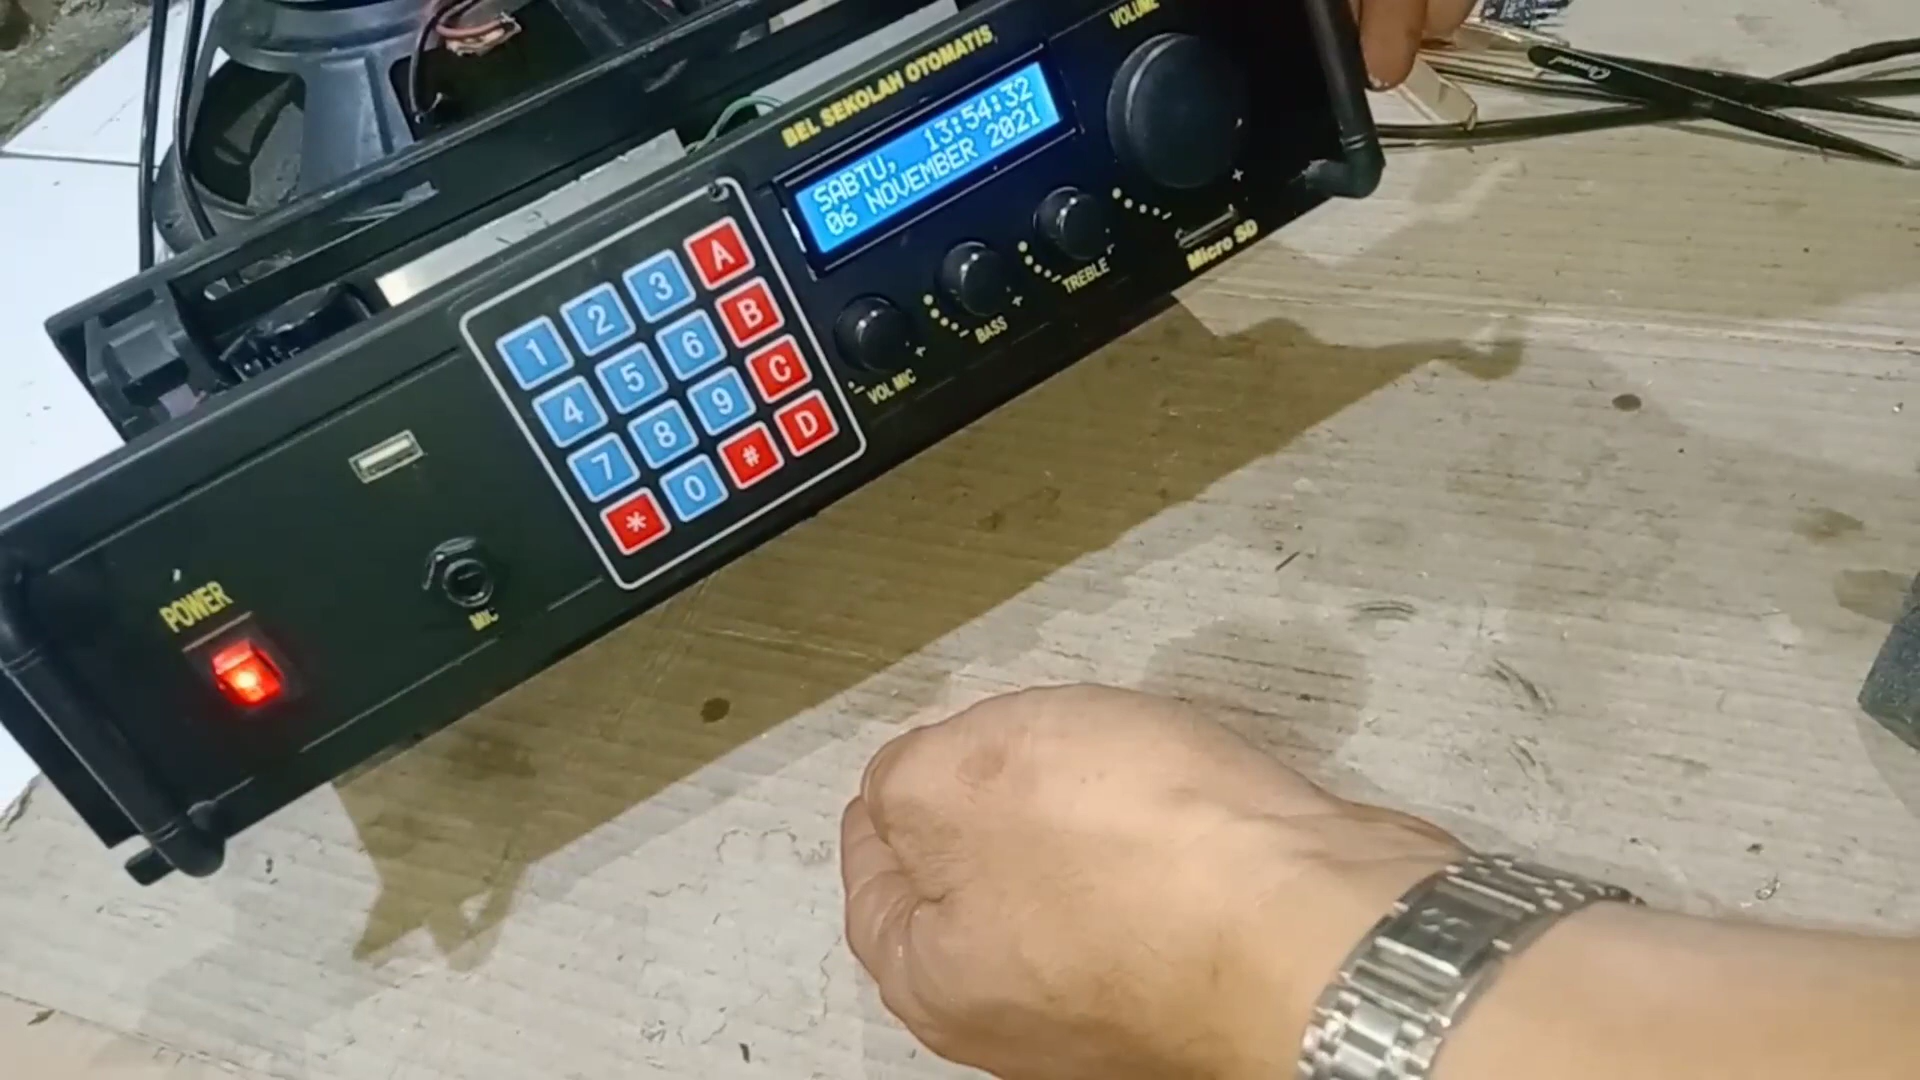 BEL SEKOLAH OTOMATIS
VOLUME
SABTU, 13:54:32
06 NOVEMBER 2021
+
Micro SD
- TREBLE
- BASS +
- VOL MIC +
1 2 3 A
4 5 6 B
7 8 9 C
* 0 # D
MIC
POWER